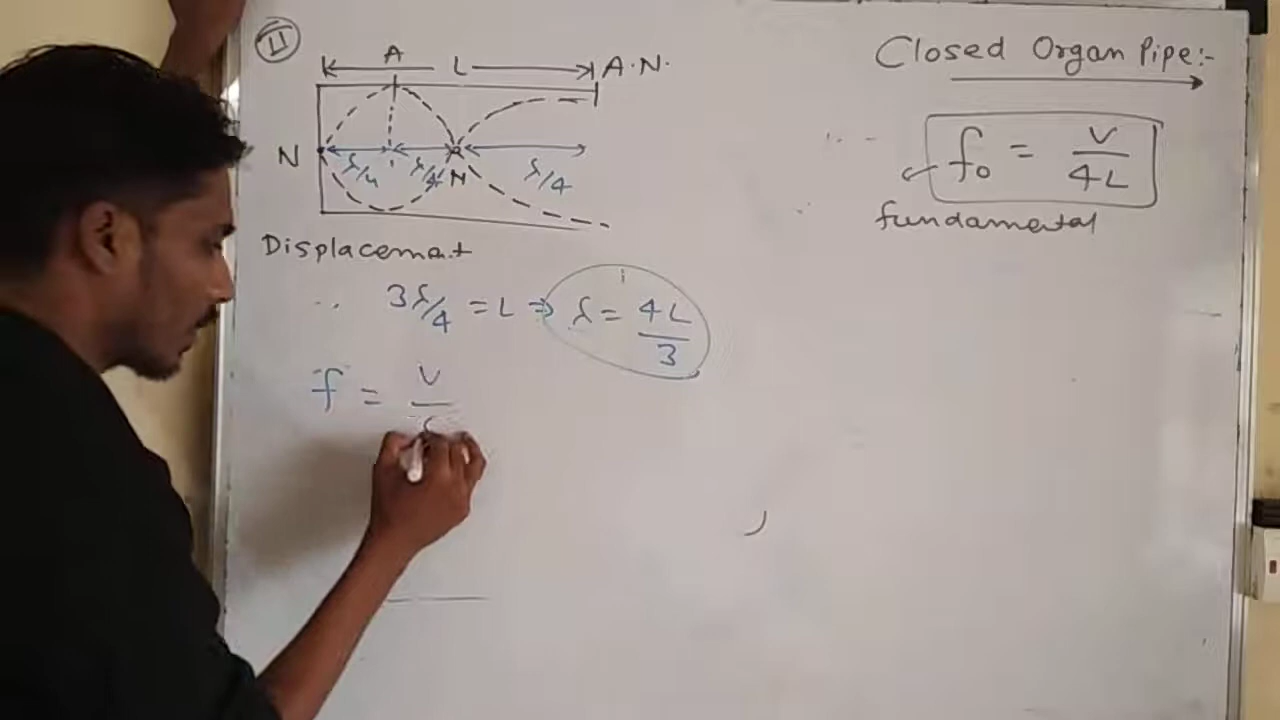 II
Closed Organ Pipe:-
A
L A.N.
N λ/4 λ/4 N λ/4
f₀ = V/4L
fundamental
Displacement
∴ 3λ/4 = L ⇒ λ = 4L/3
f = V